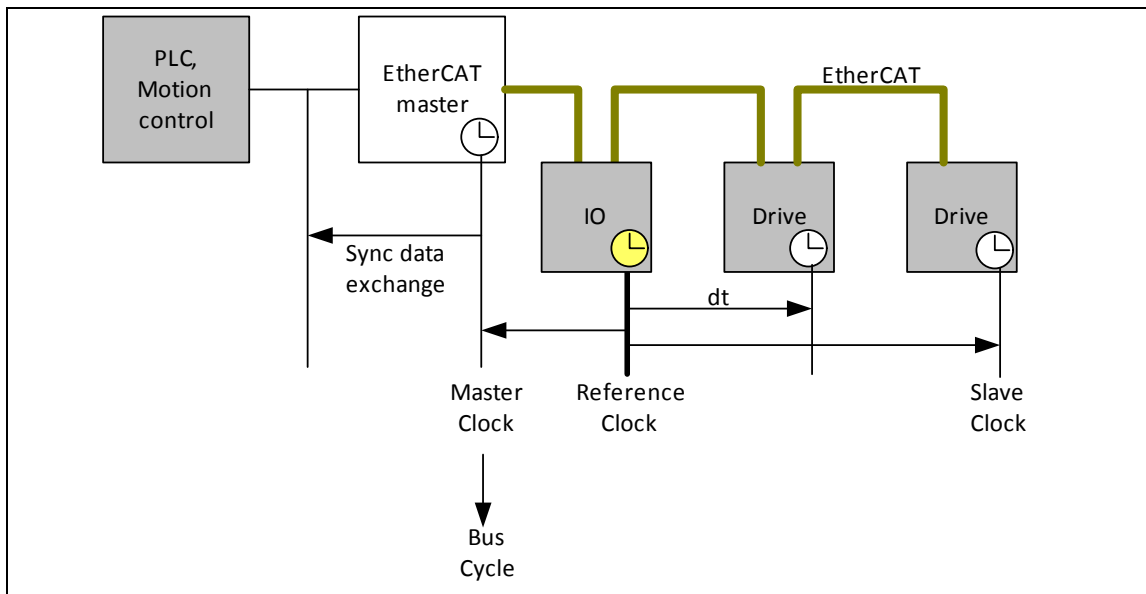 PLC,
Motion
control
EtherCAT
master
EtherCAT
IO
Drive
Drive
Sync data
exchange
dt
Master
Clock
Reference
Clock
Slave
Clock
Bus
Cycle